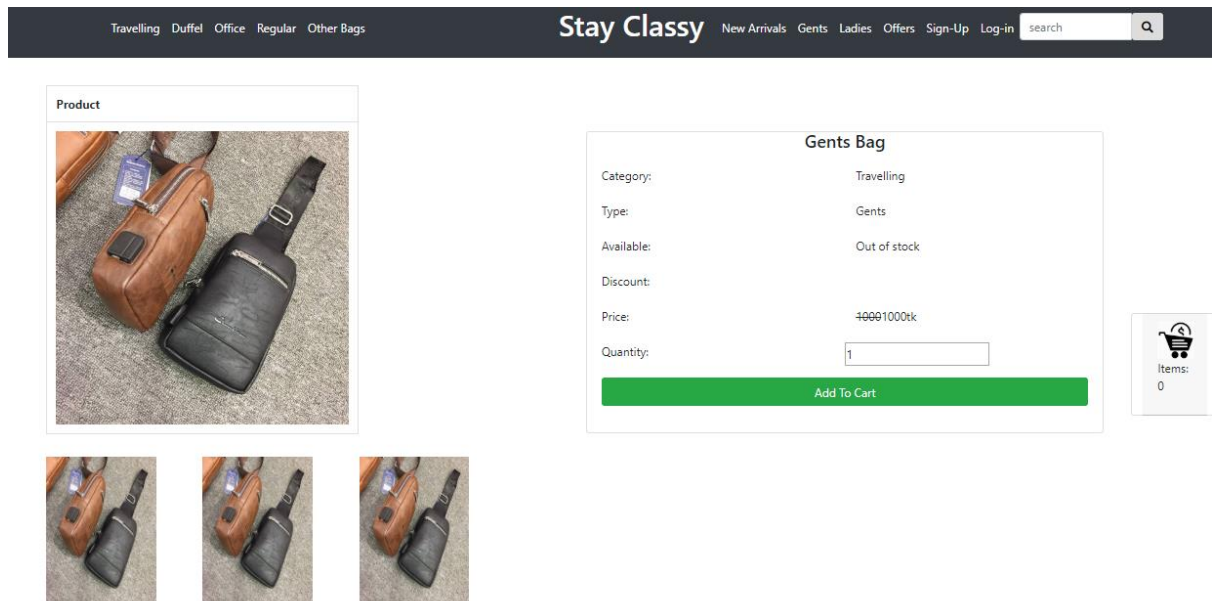 Travelling Duffel Office Regular Other Bags Stay Classy New Arrivals Gents Ladies Offers Sign-Up Log-in search
Product
Gents Bag
Category: Travelling
Type: Gents
Available: Out of stock
Discount:
Price: 10001000tk
Quantity: 1
Add To Cart
Items:
0